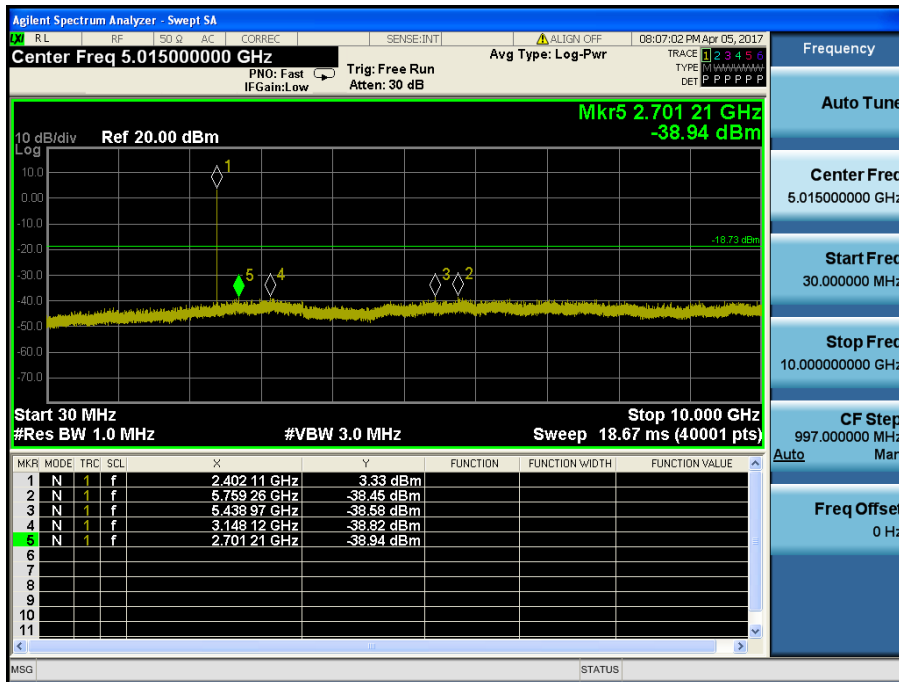 Agilent Spectrum Analyzer - Swept SA
LXI RL RF 50 Ω AC CORREC SENSE:INT ALIGN OFF 08:07:02 PM Apr 05, 2017
Center Freq 5.015000000 GHz
PNO: Fast
IFGain:Low
Trig: Free Run
Atten: 30 dB
Avg Type: Log-Pwr
TRACE 1 2 3 4 5 6
TYPE M WWWWW
DET P P P P P P
Mkr5 2.701 21 GHz
-38.94 dBm
10 dB/div Ref 20.00 dBm
Log
10.0
0.00
-10.0
-20.0
-30.0
-40.0
-50.0
-60.0
-70.0
1
-18.73 dBm
5
4
3
2
Start 30 MHz
Stop 10.000 GHz
#Res BW 1.0 MHz
#VBW 3.0 MHz
Sweep 18.67 ms (40001 pts)
MKR MODE TRC SCL X Y FUNCTION FUNCTION WIDTH FUNCTION VALUE
1 N 1 f 2.402 11 GHz 3.33 dBm
2 N 1 f 5.759 26 GHz -38.45 dBm
3 N 1 f 5.438 97 GHz -38.58 dBm
4 N 1 f 3.148 12 GHz -38.82 dBm
5 N 1 f 2.701 21 GHz -38.94 dBm
6
7
8
9
10
11
MSG
STATUS
Frequency
Auto Tune
Center Freq
5.015000000 GHz
Start Freq
30.000000 MHz
Stop Freq
10.000000000 GHz
CF Step
997.000000 MHz
Auto Man
Freq Offset
0 Hz